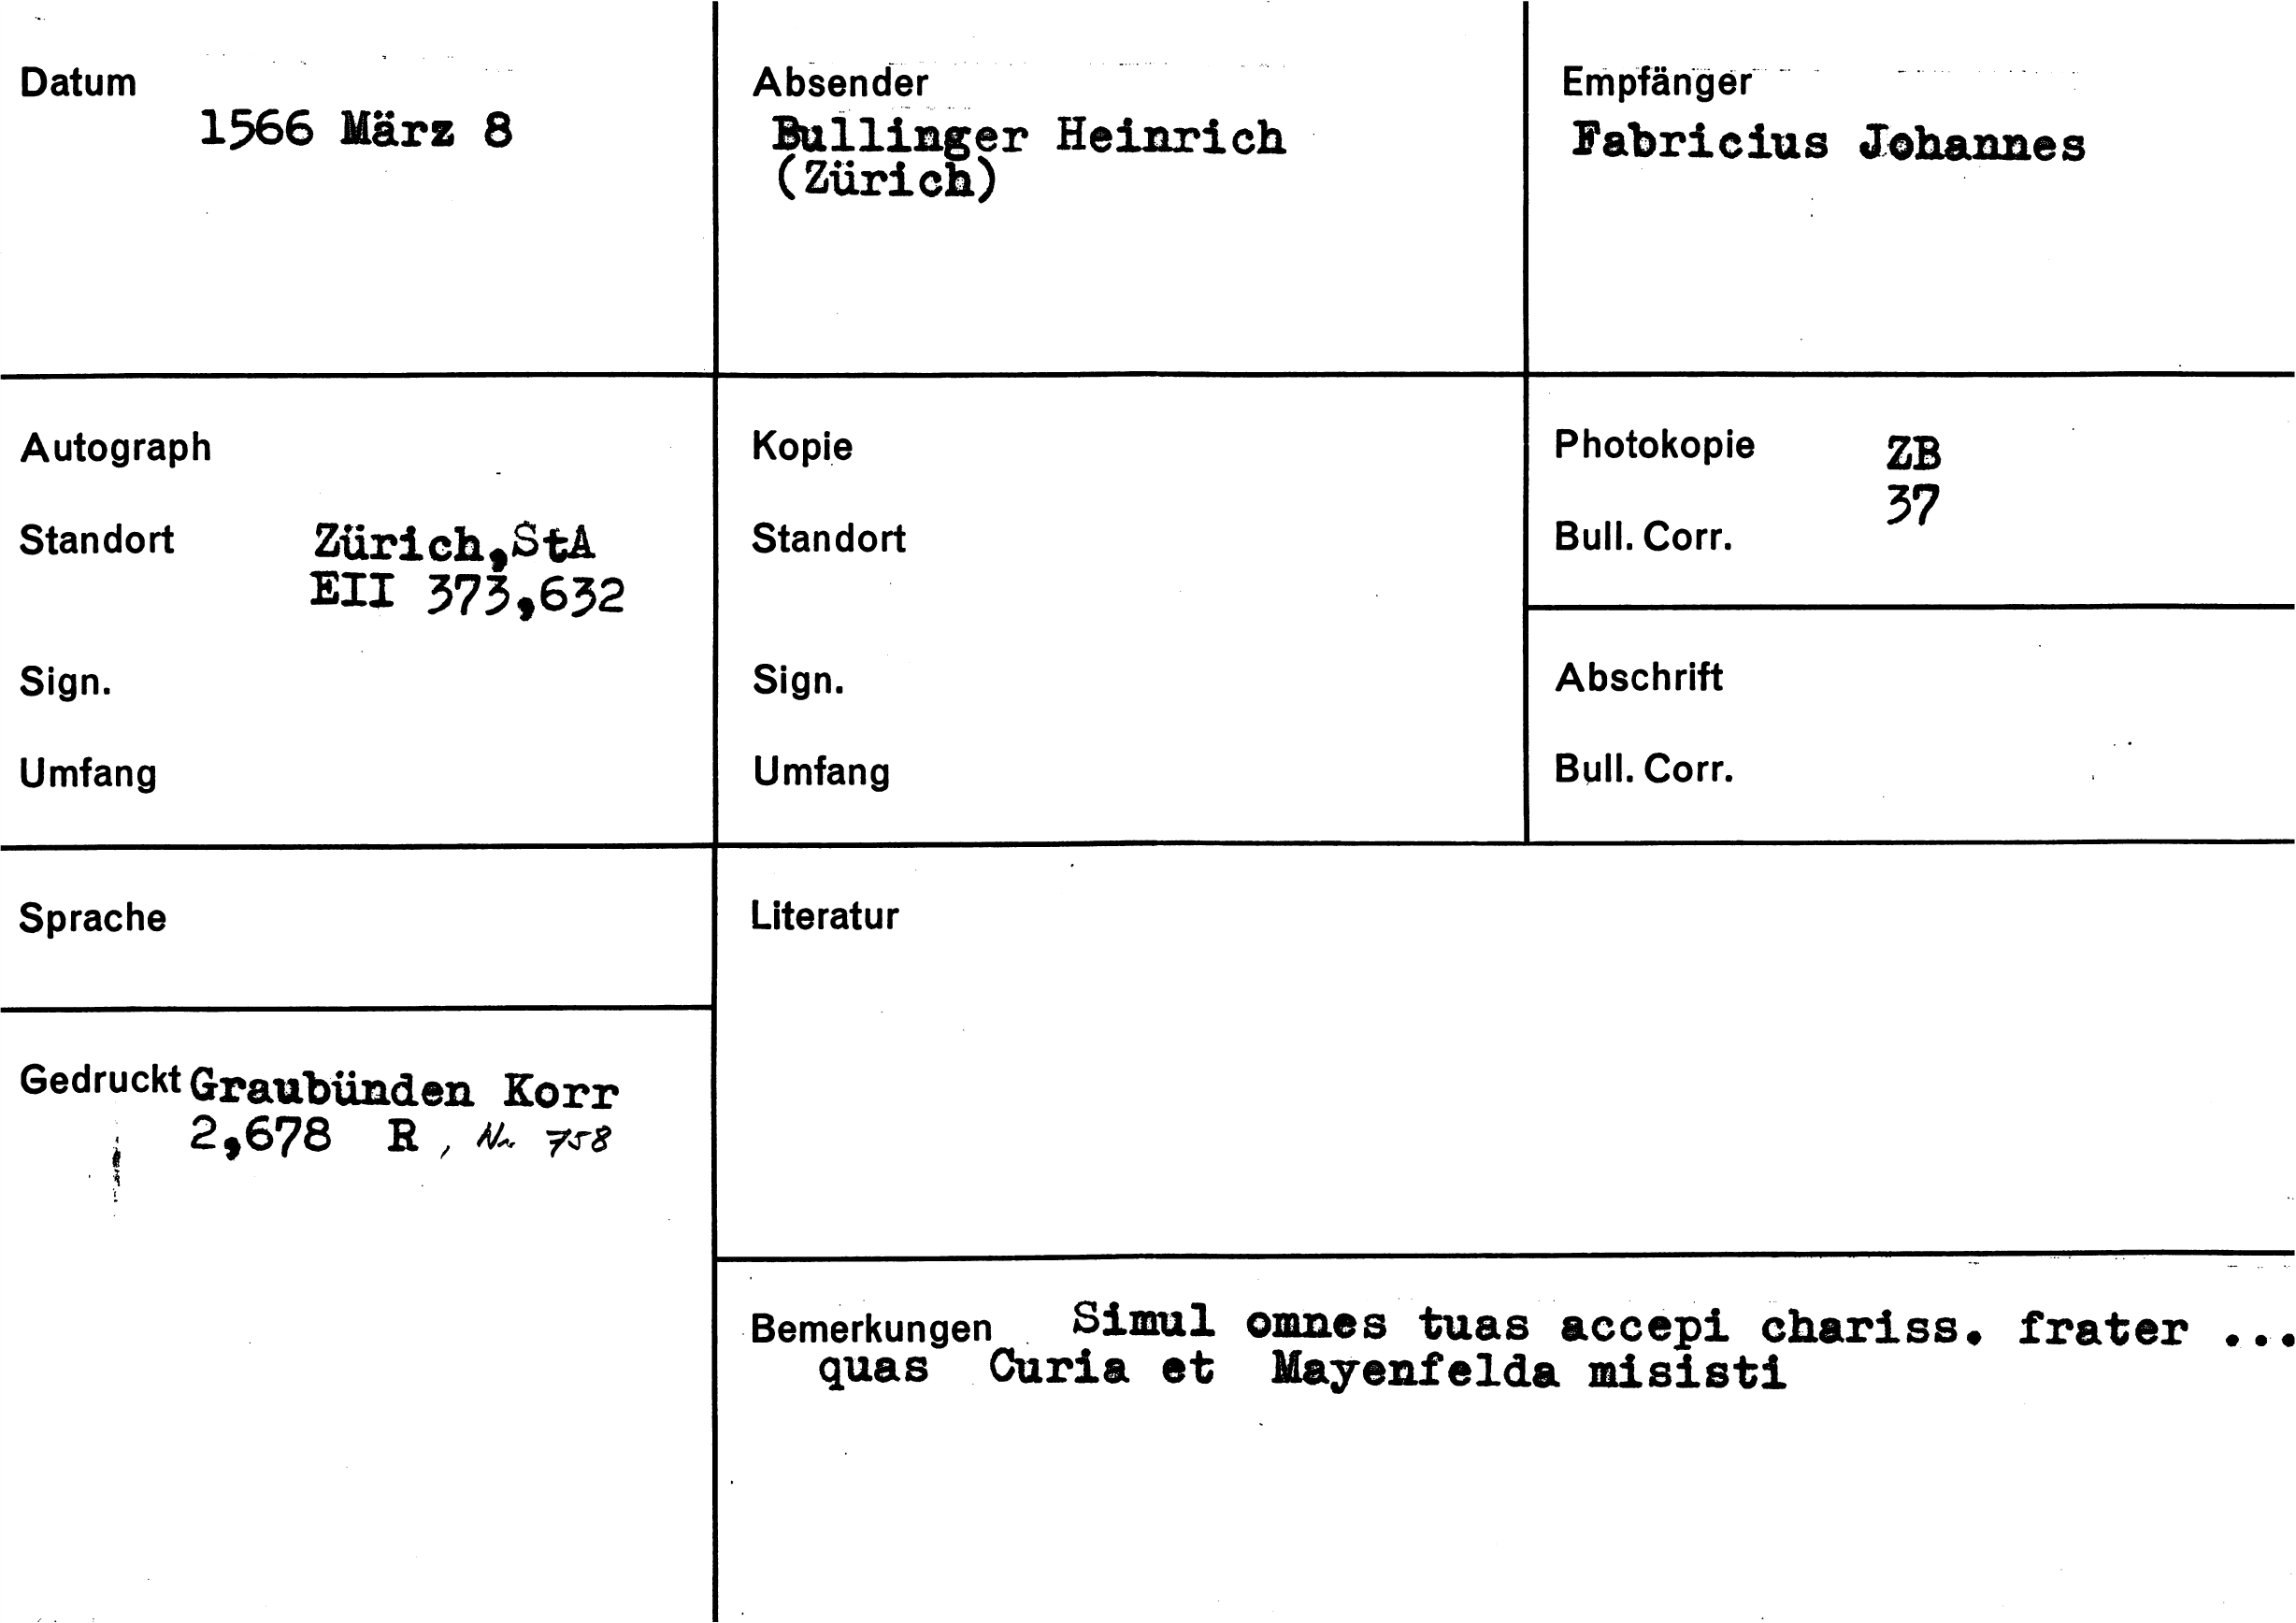 Datum
1566 März 8
Absender
Bullinger Heinrich
(Zürich)
Empfänger
Fabricius Johannes
Autograph
Standort Zürich,StA
EII 373,632
Sign.
Umfang
Kopie
Standort
Sign.
Umfang
Photokopie ZB
37
Bull. Corr.
Abschrift
Bull. Corr.
Sprache
Literatur
Gedruckt Graubünden Korr
2,678 R, Nr. 758
Bemerkungen Simul omnes tuas accepi chariss. frater ...
quas Curia et Mayenfelda misisti